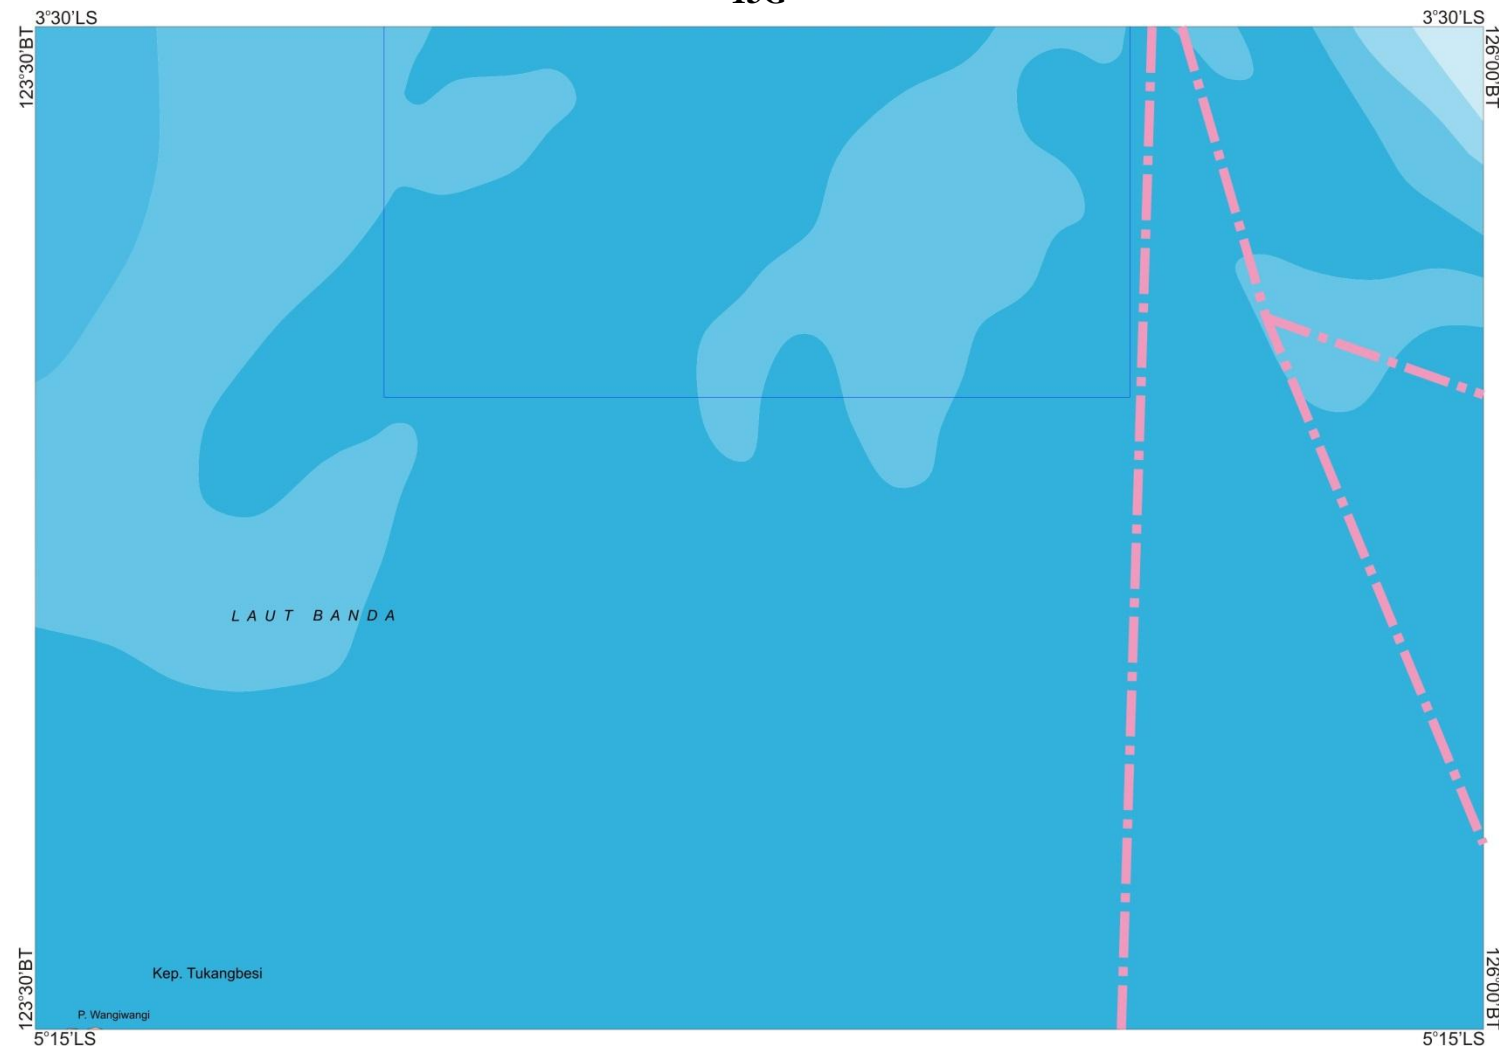 3°30'LS
3°30'LS
123°30'BT
126°00'BT
LAUT BANDA
Kep. Tukangbesi
P. Wangiwangi
123°30'BT
126°00'BT
5°15'LS
5°15'LS